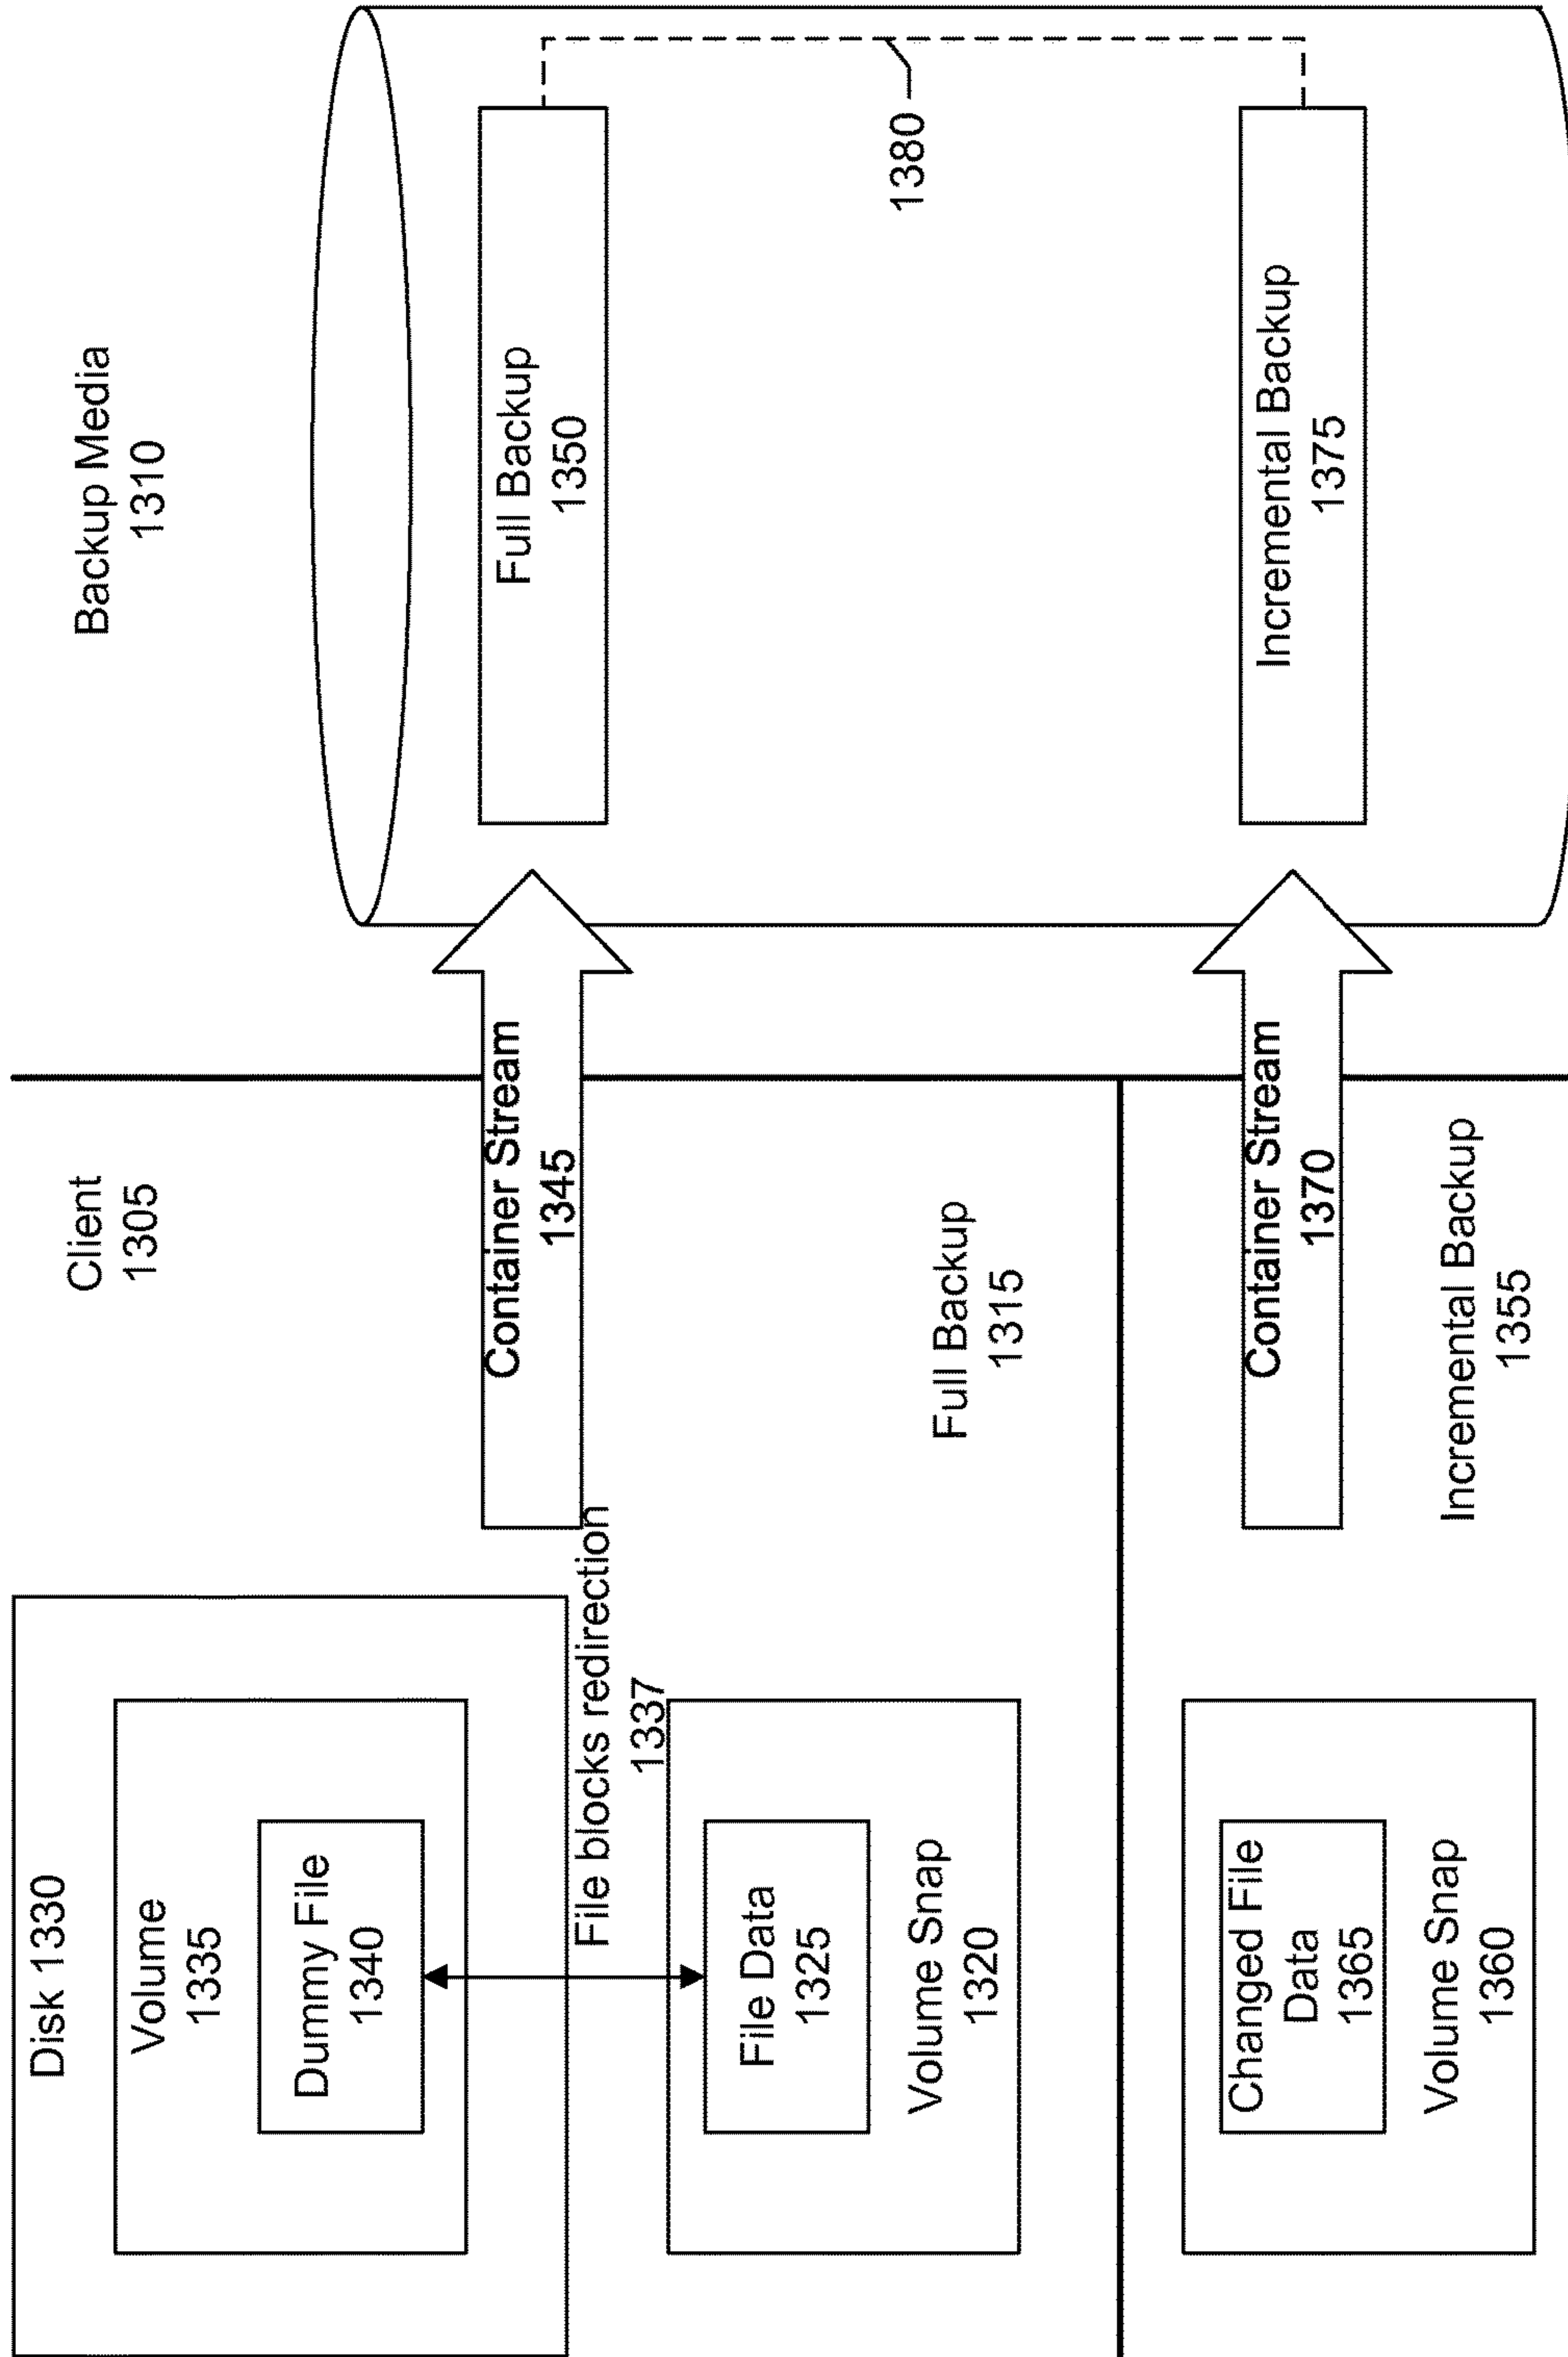 Client
1305
Backup Media
1310
Disk 1330
Volume
1335
Dummy File
1340
File blocks redirection
1337
File Data
1325
Volume Snap
1320
Container Stream
1345
Full Backup
1315
Full Backup
1350
1380
Changed File
Data
1365
Volume Snap
1360
Container Stream
1370
Incremental Backup
1355
Incremental Backup
1375